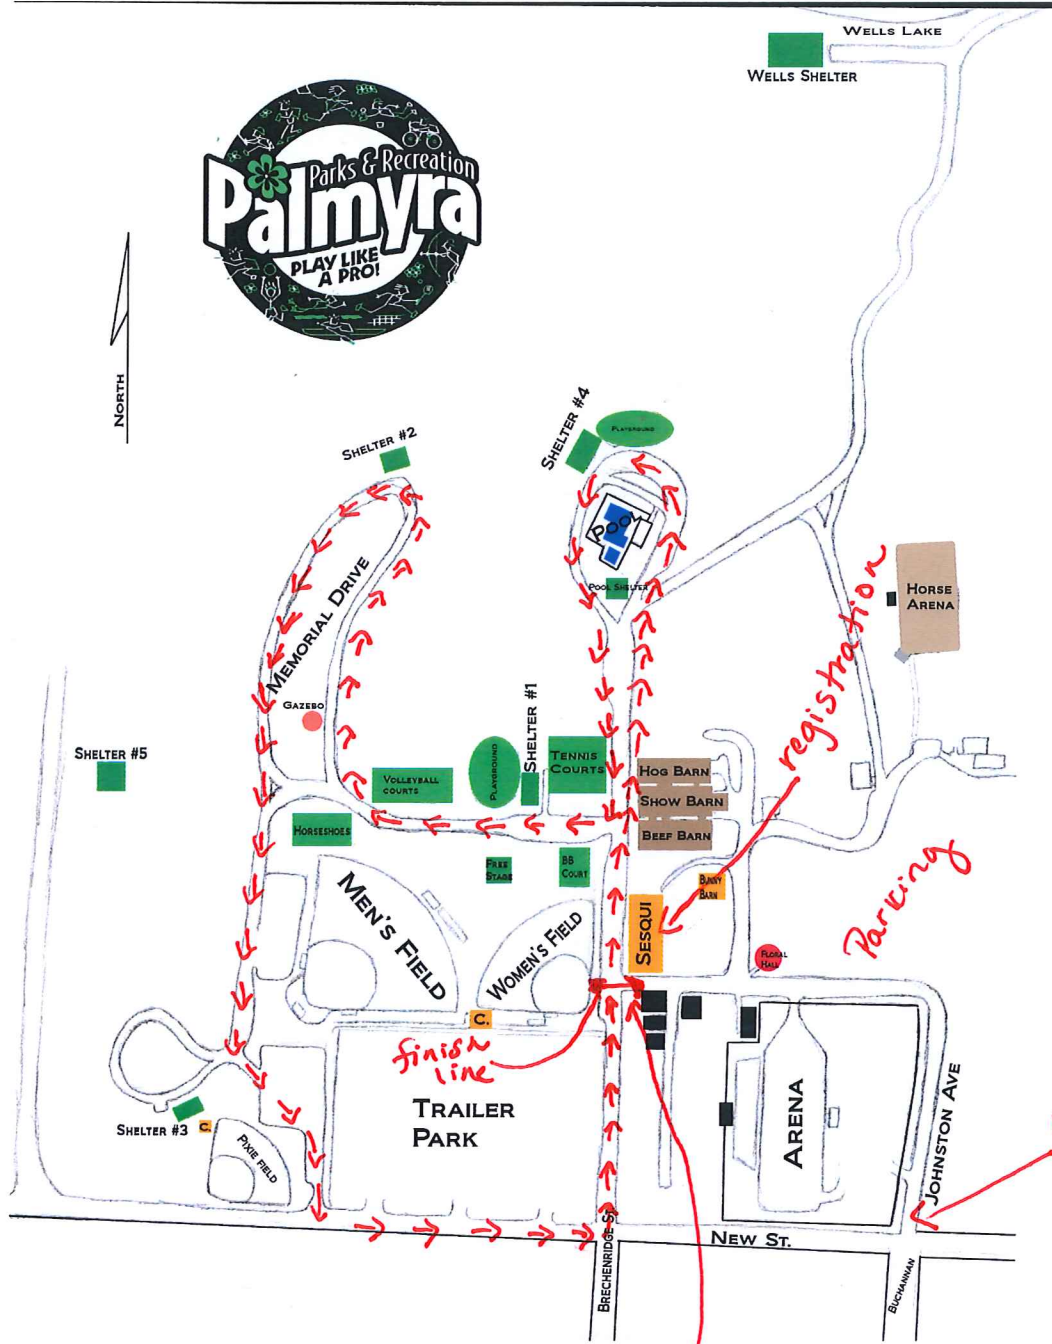 WELLS LAKE
WELLS SHELTER
Parks & Recreation
Palmyra
PLAY LIKE
A PRO!
NORTH
SHELTER #4
PLAYGROUND
SHELTER #2
POOL
POOL SHELTER
registration
HORSE
ARENA
MEMORIAL DRIVE
GAZEBO
SHELTER #1
SHELTER #5
PLAYGROUND
TENNIS
COURTS
HOG BARN
VOLLEYBALL
COURTS
SHOW BARN
HORSESHOES
BEEF BARN
FREE
STAGE
BB
COURT
BUNNY
BARN
MEN'S FIELD
WOMEN'S FIELD
SESQUI
Parking
FLORAL
HALL
C.
finish
line
TRAILER
PARK
ARENA
JOHNSTON AVE
SHELTER #3
C.
PIXIE FIELD
NEW ST.
BRECHENRIDGE ST.
BUCHANNAN